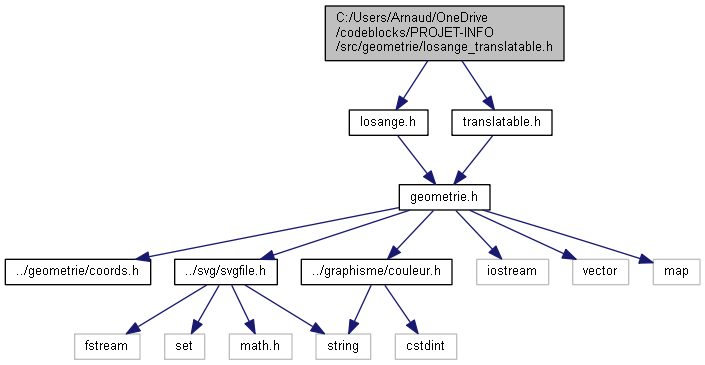 C:/Users/Arnaud/OneDrive
/codeblocks/PROJET-INFO
/src/geometrie/losange_translatable.h
losange.h
translatable.h
geometrie.h
../geometrie/coords.h
../svg/svgfile.h
../graphisme/couleur.h
iostream
vector
map
fstream
set
math.h
string
cstdint